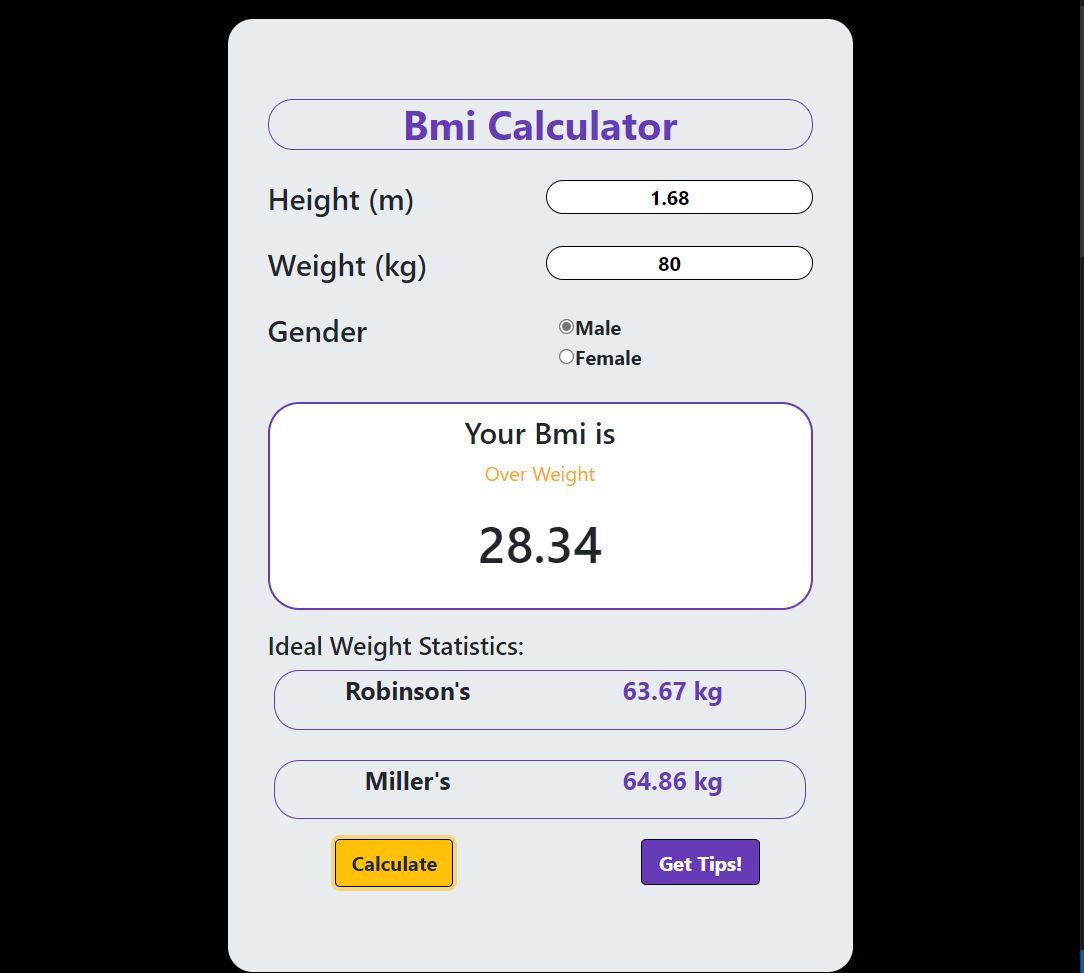 Bmi Calculator
Height (m) 1.68
Weight (kg) 80
Gender Male
Female
Your Bmi is
Over Weight
28.34
Ideal Weight Statistics:
Robinson's 63.67 kg
Miller's 64.86 kg
Calculate Get Tips!